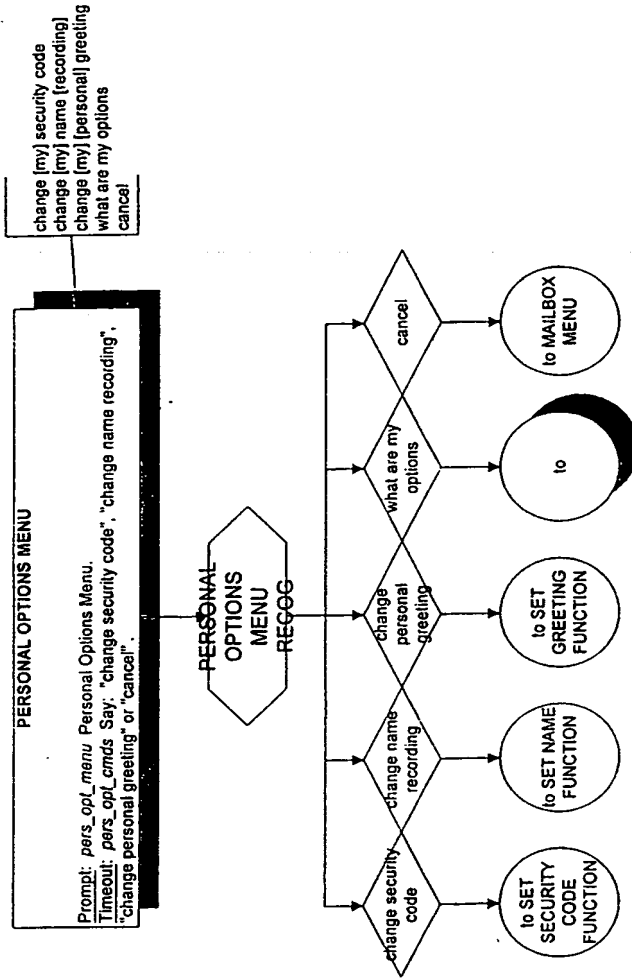 PERSONAL OPTIONS MENU
Prompt: pers_opt_menu Personal Options Menu.
Timeout: pers_opt_cmds Say: "change security code", "change name recording",
"change personal greeting" or "cancel".
change [my] security code
change [my] name [recording]
change [my] [personal] greeting
what are my options
cancel
PERSONAL
OPTIONS
MENU
RECOG
change security
code
change name
recording
change
personal
greeting
what are my
options
cancel
to SET
SECURITY
CODE
FUNCTION
to SET NAME
FUNCTION
to SET
GREETING
FUNCTION
to
to MAILBOX
MENU